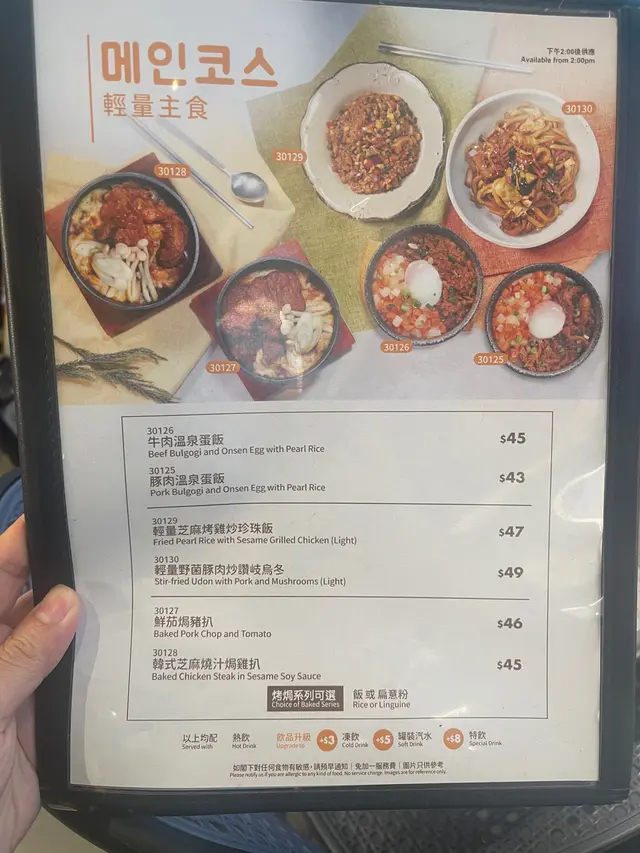 메인코스
輕量主食
下午2:00後供應
Available from 2:00pm
30130
30129
30128
30126
30125
30127
30126
牛肉溫泉蛋飯
Beef Bulgogi and Onsen Egg with Pearl Rice
$45
30125
豚肉溫泉蛋飯
Pork Bulgogi and Onsen Egg with Pearl Rice
$43
30129
輕量芝麻烤雞炒珍珠飯
Fried Pearl Rice with Sesame Grilled Chicken (Light)
$47
30130
輕量野菌豚肉炒讚岐烏冬
Stir-fried Udon with Pork and Mushrooms (Light)
$49
30127
鮮茄焗豬扒
Baked Pork Chop and Tomato
$46
30128
韓式芝麻燒汁焗雞扒
Baked Chicken Steak in Sesame Soy Sauce
$45
烤焗系列可選 飯 或 扁意粉
Choice of Baked Series Rice or Linguine
以上均配 熱飲 飲品升級 +$3 凍飲 +$5 罐裝汽水 +$8 特飲
Served with Hot Drink Upgrade to Cold Drink Soft Drink Special Drink
如閣下對任何食物有敏感，請預早通知｜免加一服務費｜圖片只供參考
Please notify us if you are allergic to any kind of food. No service charge. Images are for reference only.